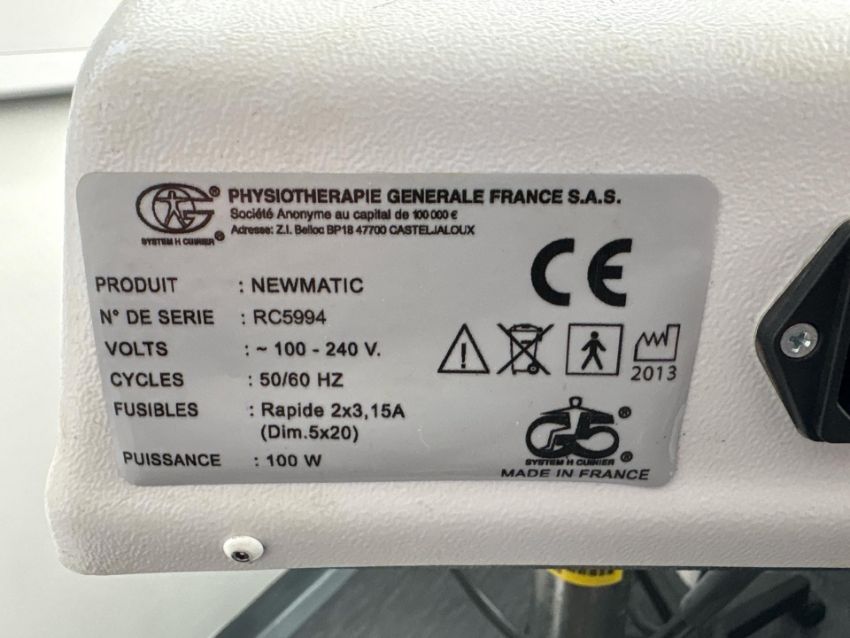 PHYSIOTHERAPIE GENERALE FRANCE S.A.S.
Société Anonyme au capital de 100 000 €
Adresse: Z.I. Belloc BP18 47700 CASTELJALOUX
SYSTEM H CUINIER ®
CE
PRODUIT : NEWMATIC
N° DE SERIE : RC5994
VOLTS : ~ 100 - 240 V.
CYCLES : 50/60 HZ
FUSIBLES : Rapide 2x3,15A
(Dim.5x20)
PUISSANCE : 100 W
2013
SYSTEM H CUINIER ®
MADE IN FRANCE